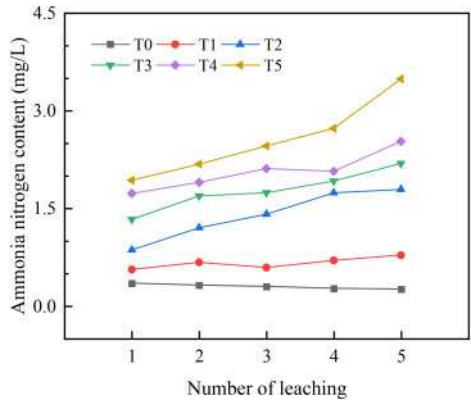 Ammonia nitrogen content (mg/L)
4.5
3.0
1.5
0.0
T0 T1 T2
T3 T4 T5
1 2 3 4 5
Number of leaching